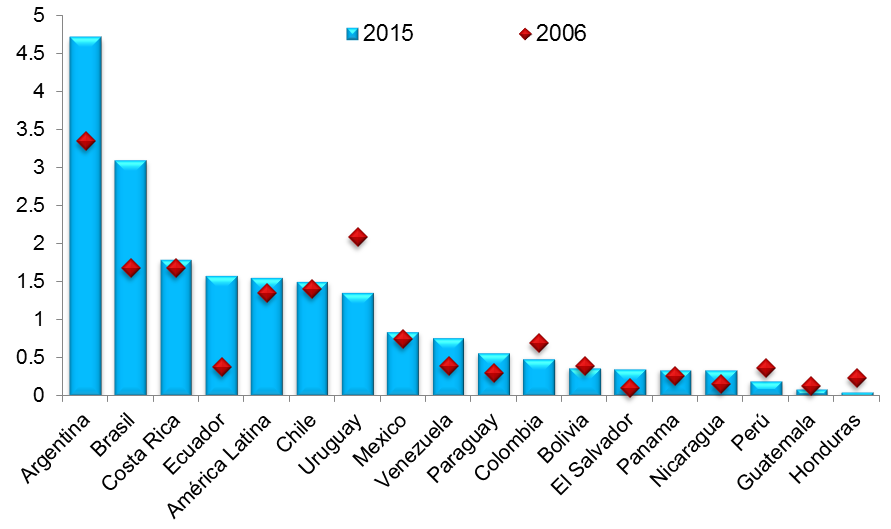 5
4.5
4
3.5
3
2.5
2
1.5
1
0.5
0
2015
2006
Argentina
Brasil
Costa Rica
Ecuador
América Latina
Chile
Uruguay
Mexico
Venezuela
Paraguay
Colombia
Bolivia
El Salvador
Panama
Nicaragua
Perú
Guatemala
Honduras